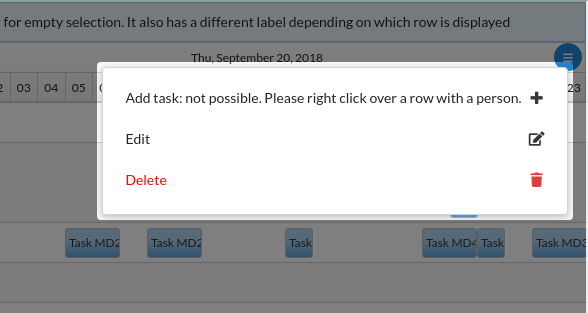 for empty selection. It also has a different label depending on which row is displayed
Thu, September 20, 2018
03 04 05 23
Add task: not possible. Please right click over a row with a person.
Edit
Delete
Task MD2 Task MD2 Task Task MD4 Task Task MD3